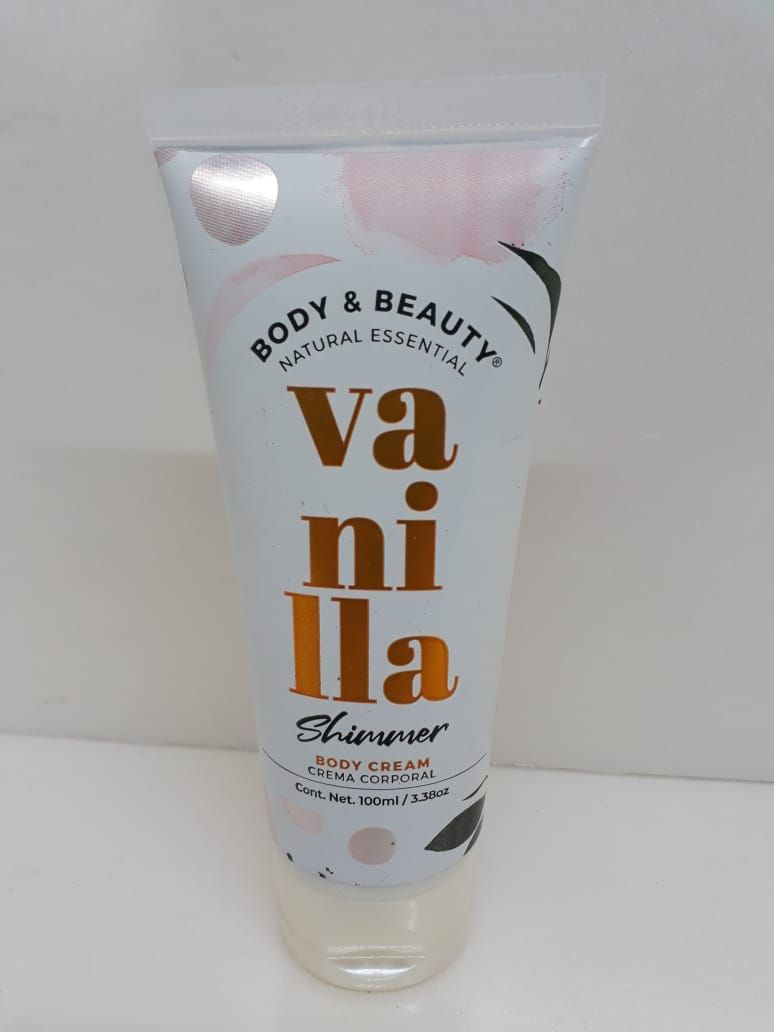 BODY & BEAUTY®
NATURAL ESSENTIAL
va
ni
lla
Shimmer
BODY CREAM
CREMA CORPORAL
Cont. Net. 100ml / 3.38oz